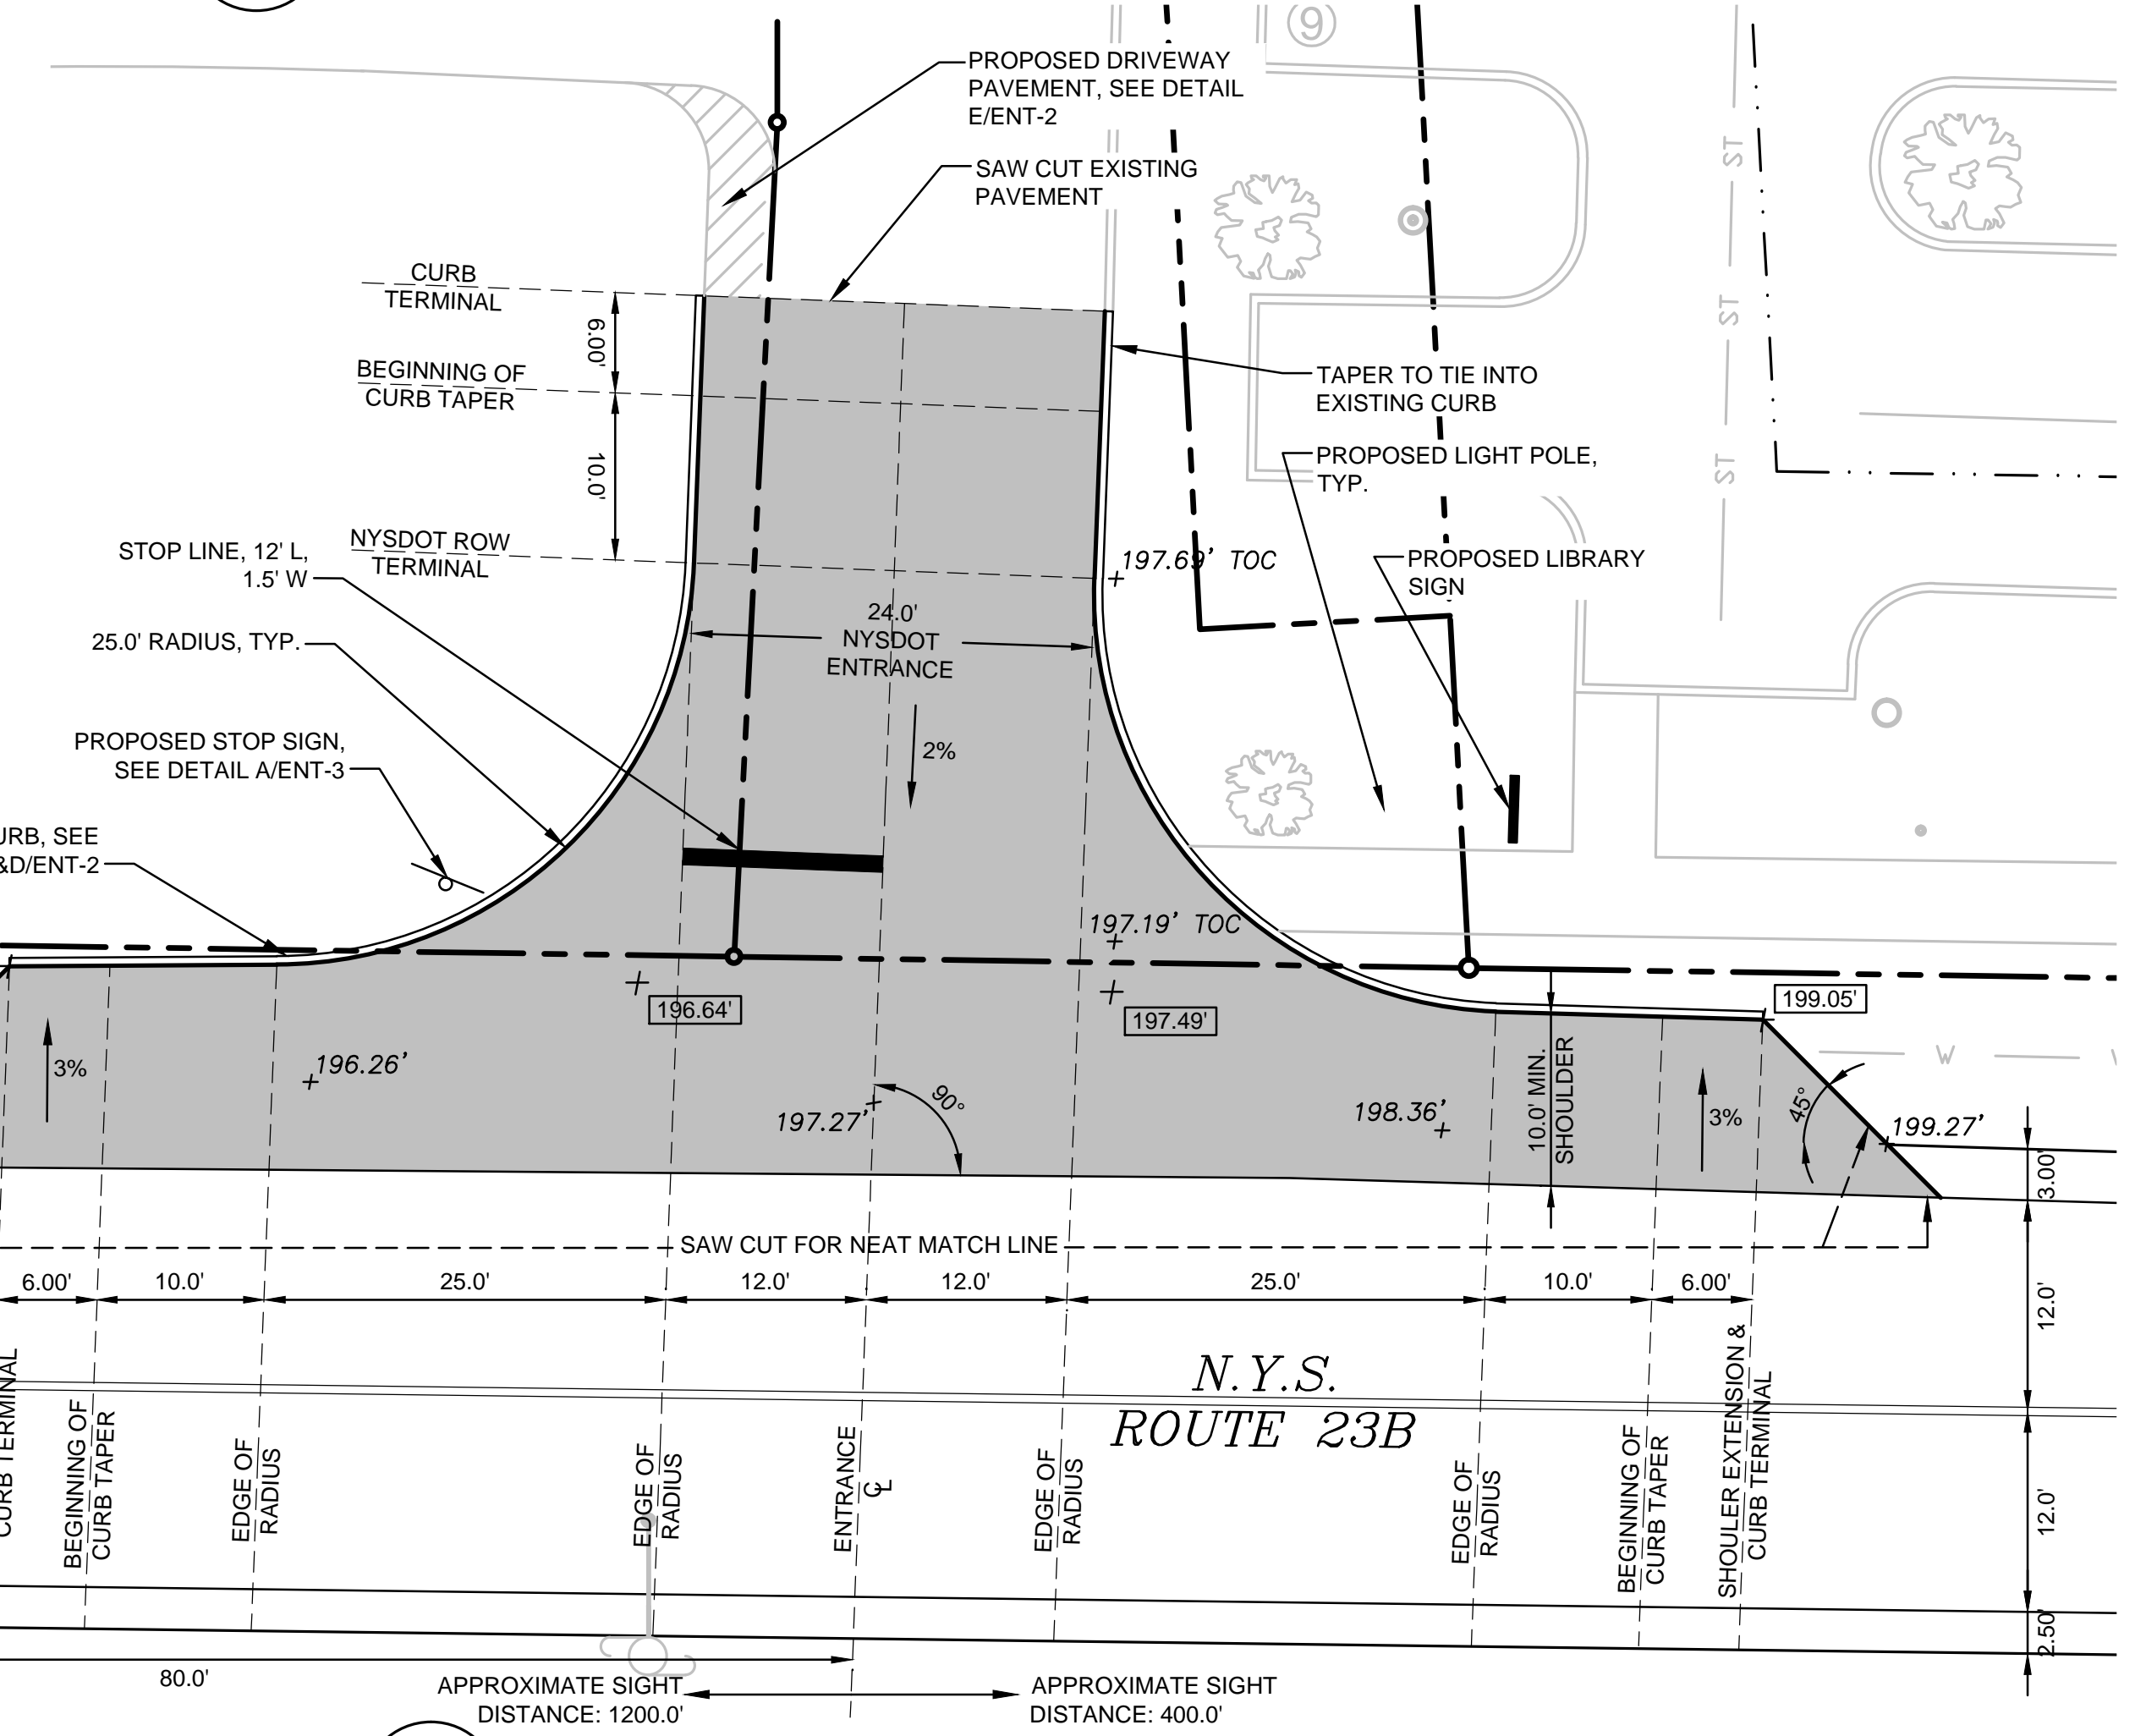 9
PROPOSED DRIVEWAY
PAVEMENT, SEE DETAIL
E/ENT-2
SAW CUT EXISTING
PAVEMENT
ST
ST
ST
CURB
TERMINAL
6.00'
BEGINNING OF
CURB TAPER
10.0'
TAPER TO TIE INTO
EXISTING CURB
PROPOSED LIGHT POLE,
TYP.
STOP LINE, 12' L,
1.5' W
NYSDOT ROW
TERMINAL
197.69' TOC
PROPOSED LIBRARY
SIGN
24.0'
NYSDOT
ENTRANCE
25.0' RADIUS, TYP.
PROPOSED STOP SIGN,
SEE DETAIL A/ENT-3
2%
URB, SEE
&D/ENT-2
197.19' TOC
196.64'
197.49'
199.05'
3%
196.26'
197.27'
90°
198.36'
10.0' MIN.
SHOULDER
3%
45°
199.27'
W
3.00'
SAW CUT FOR NEAT MATCH LINE
6.00'
10.0'
25.0'
12.0'
12.0'
25.0'
10.0'
6.00'
12.0'
N.Y.S.
ROUTE 23B
CURB TERMINAL
BEGINNING OF
CURB TAPER
EDGE OF
RADIUS
EDGE OF
RADIUS
ENTRANCE
CL
EDGE OF
RADIUS
EDGE OF
RADIUS
BEGINNING OF
CURB TAPER
SHOULER EXTENSION &
CURB TERMINAL
12.0'
2.50'
80.0'
APPROXIMATE SIGHT
DISTANCE: 1200.0'
APPROXIMATE SIGHT
DISTANCE: 400.0'